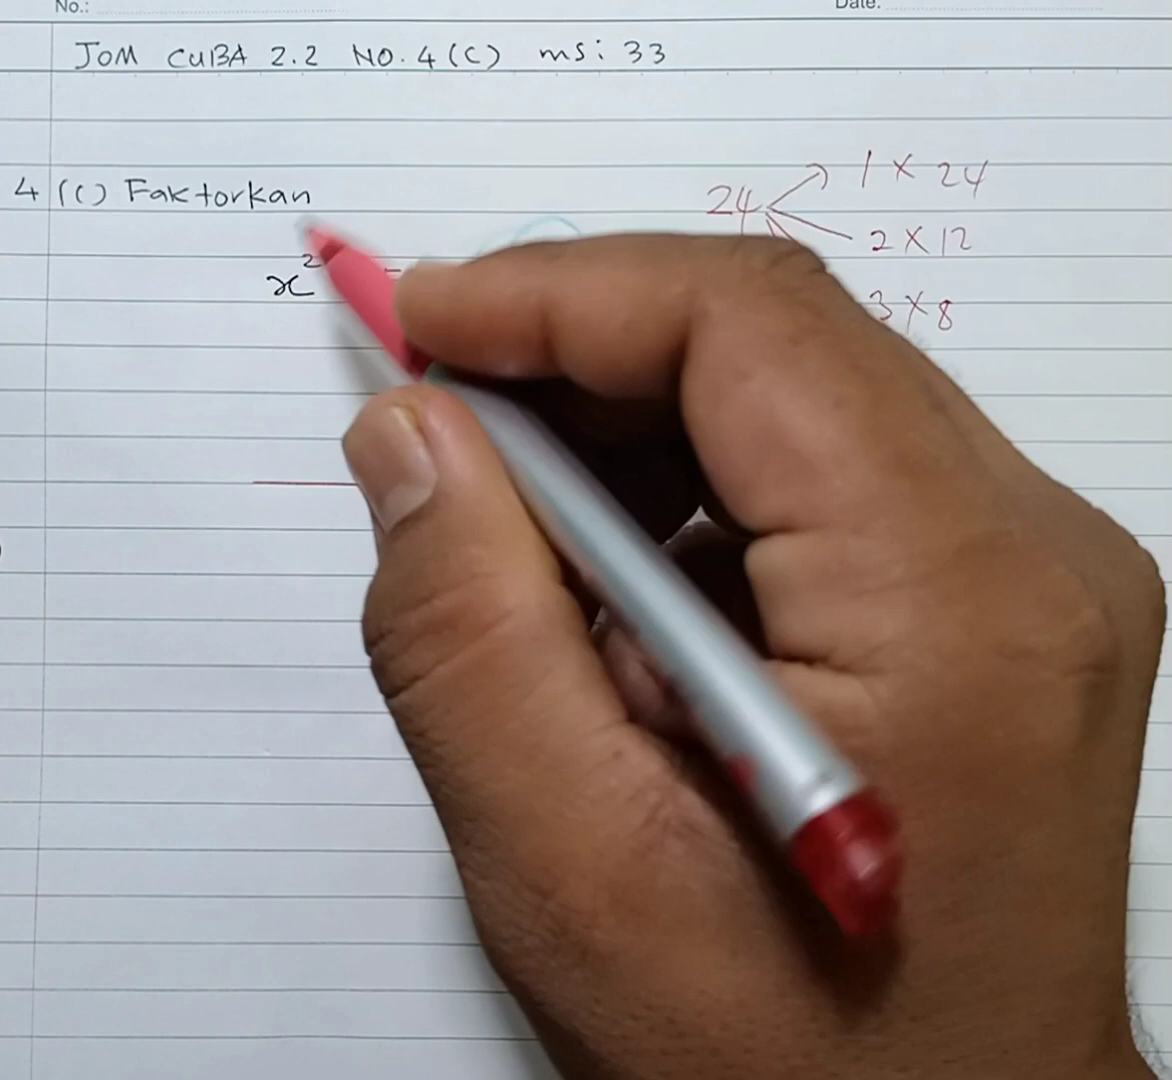 No.: Date:
JOM CUBA 2.2 NO. 4 (C) ms: 33
4 (C) Faktorkan
24
1 X 24
2 X 12
x²
3 X 8